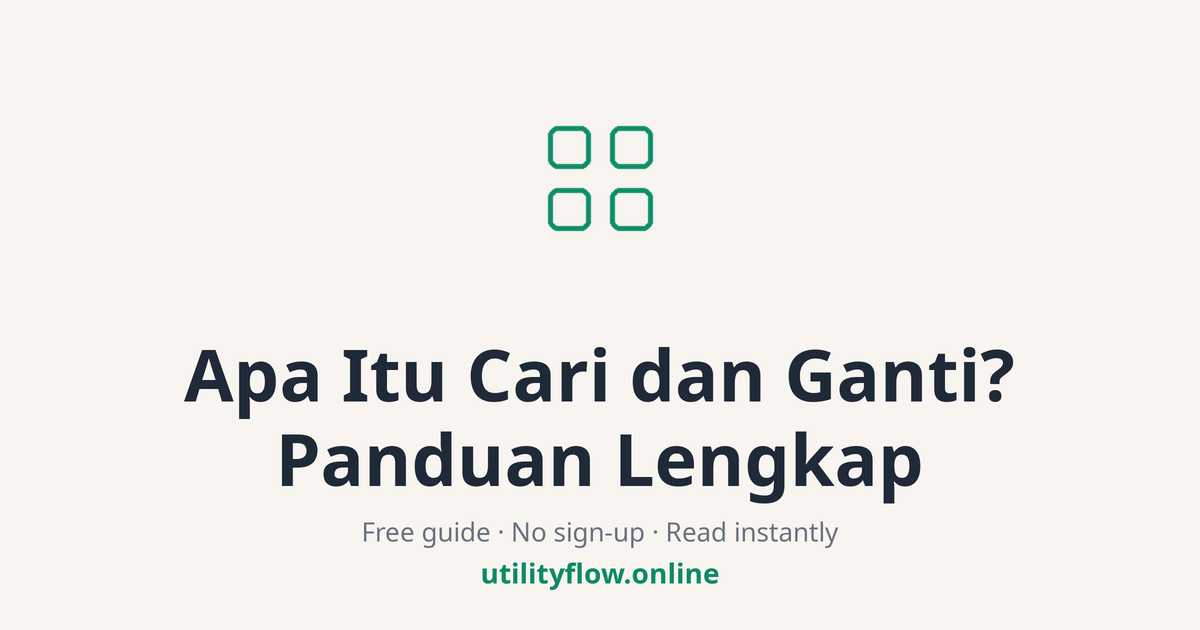 Apa Itu Cari dan Ganti?
Panduan Lengkap
Free guide · No sign-up · Read instantly
utilityflow.online